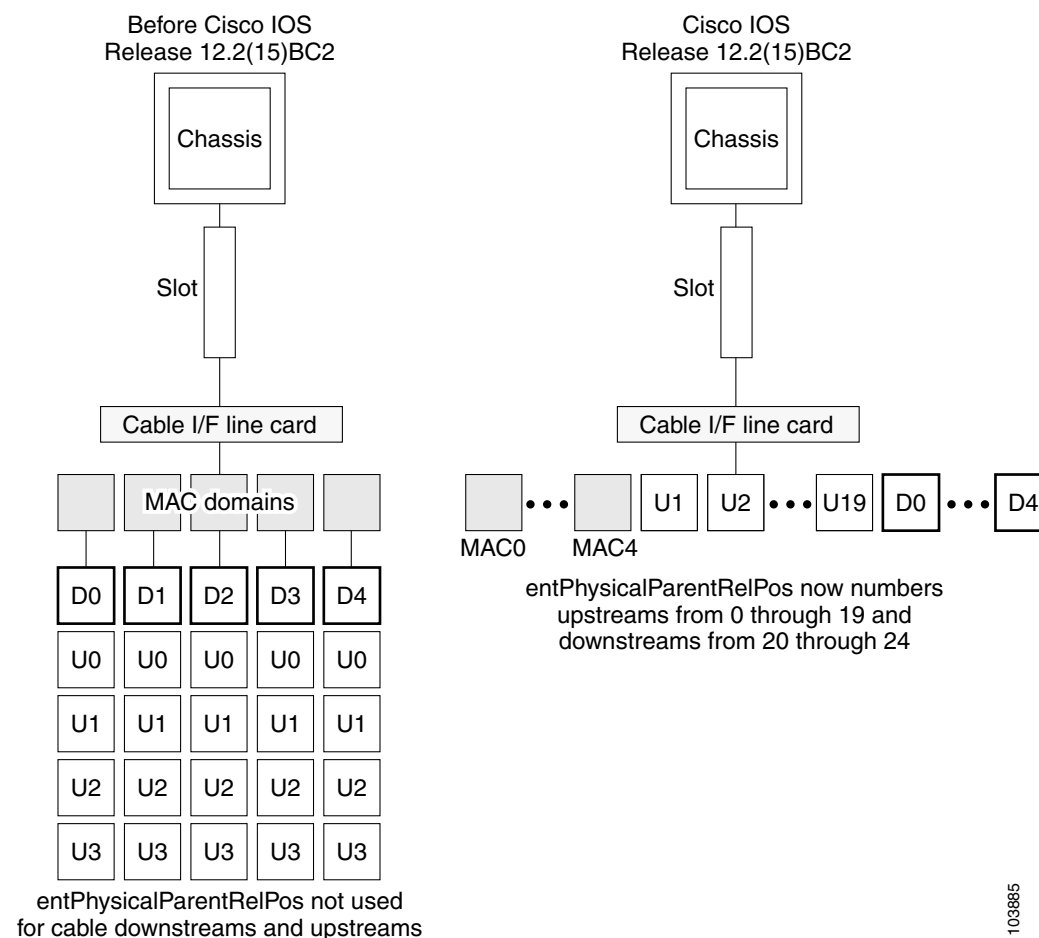 Before Cisco IOS
Release 12.2(15)BC2
Chassis
Slot
Cable I/F line card
MAC domains
D0 D1 D2 D3 D4
U0 U0 U0 U0 U0
U1 U1 U1 U1 U1
U2 U2 U2 U2 U2
U3 U3 U3 U3 U3
entPhysicalParentRelPos not used
for cable downstreams and upstreams
Cisco IOS
Release 12.2(15)BC2
Chassis
Slot
Cable I/F line card
U1 U2 U19 D0 D4
MAC0 MAC4
entPhysicalParentRelPos now numbers
upstreams from 0 through 19 and
downstreams from 20 through 24
103885